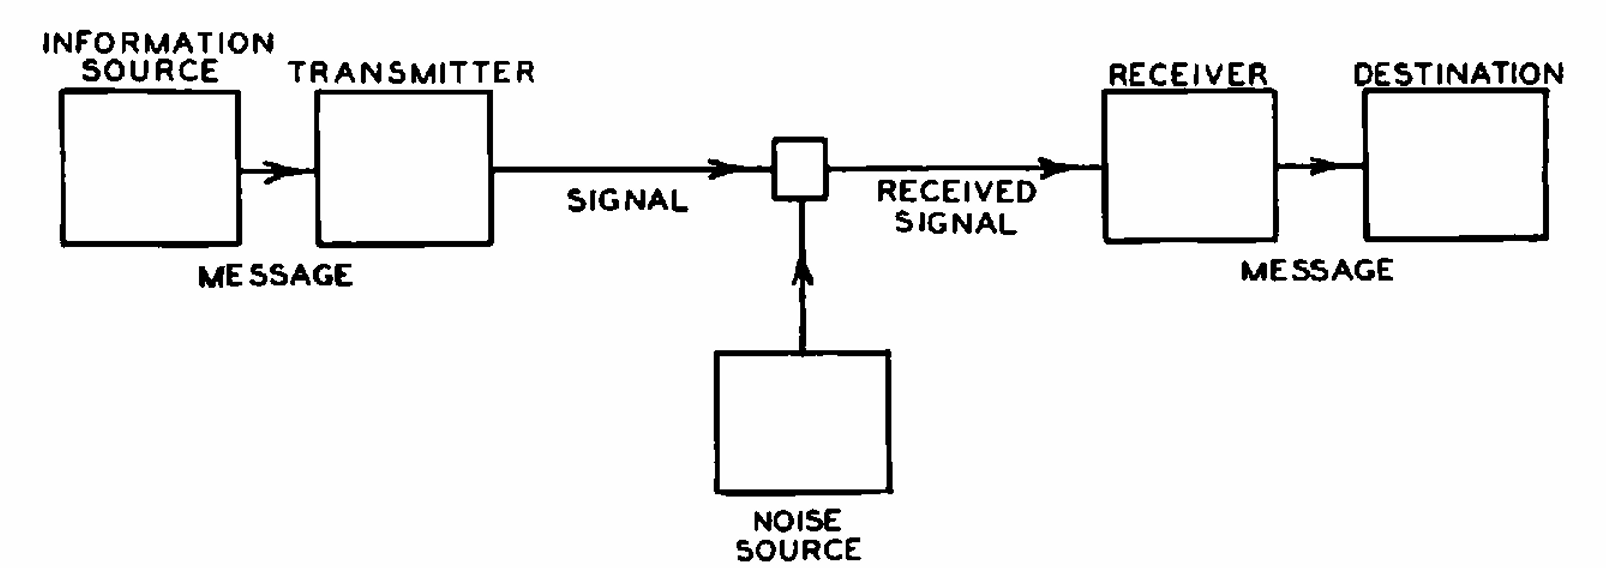 INFORMATION
SOURCE
TRANSMITTER
RECEIVER
DESTINATION
SIGNAL
RECEIVED
SIGNAL
MESSAGE
MESSAGE
NOISE
SOURCE